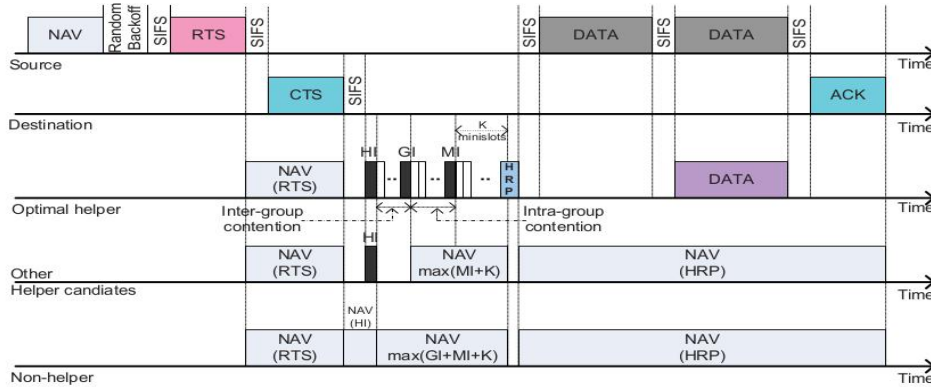 NAV
Random
Backoff
SIFS
RTS
SIFS
SIFS
DATA
SIFS
DATA
SIFS
Source
Time
CTS
SIFS
ACK
Destination
Time
K
minislots
NAV
(RTS)
HI
GI
MI
--
--
--
H
R
P
DATA
Optimal helper
Time
Inter-group
contention
Intra-group
contention
NAV
(RTS)
HI
NAV
max(MI+K)
NAV
(HRP)
Other
Helper candiates
Time
NAV
(RTS)
NAV
(HI)
NAV
max(GI+MI+K)
NAV
(HRP)
Non-helper
Time